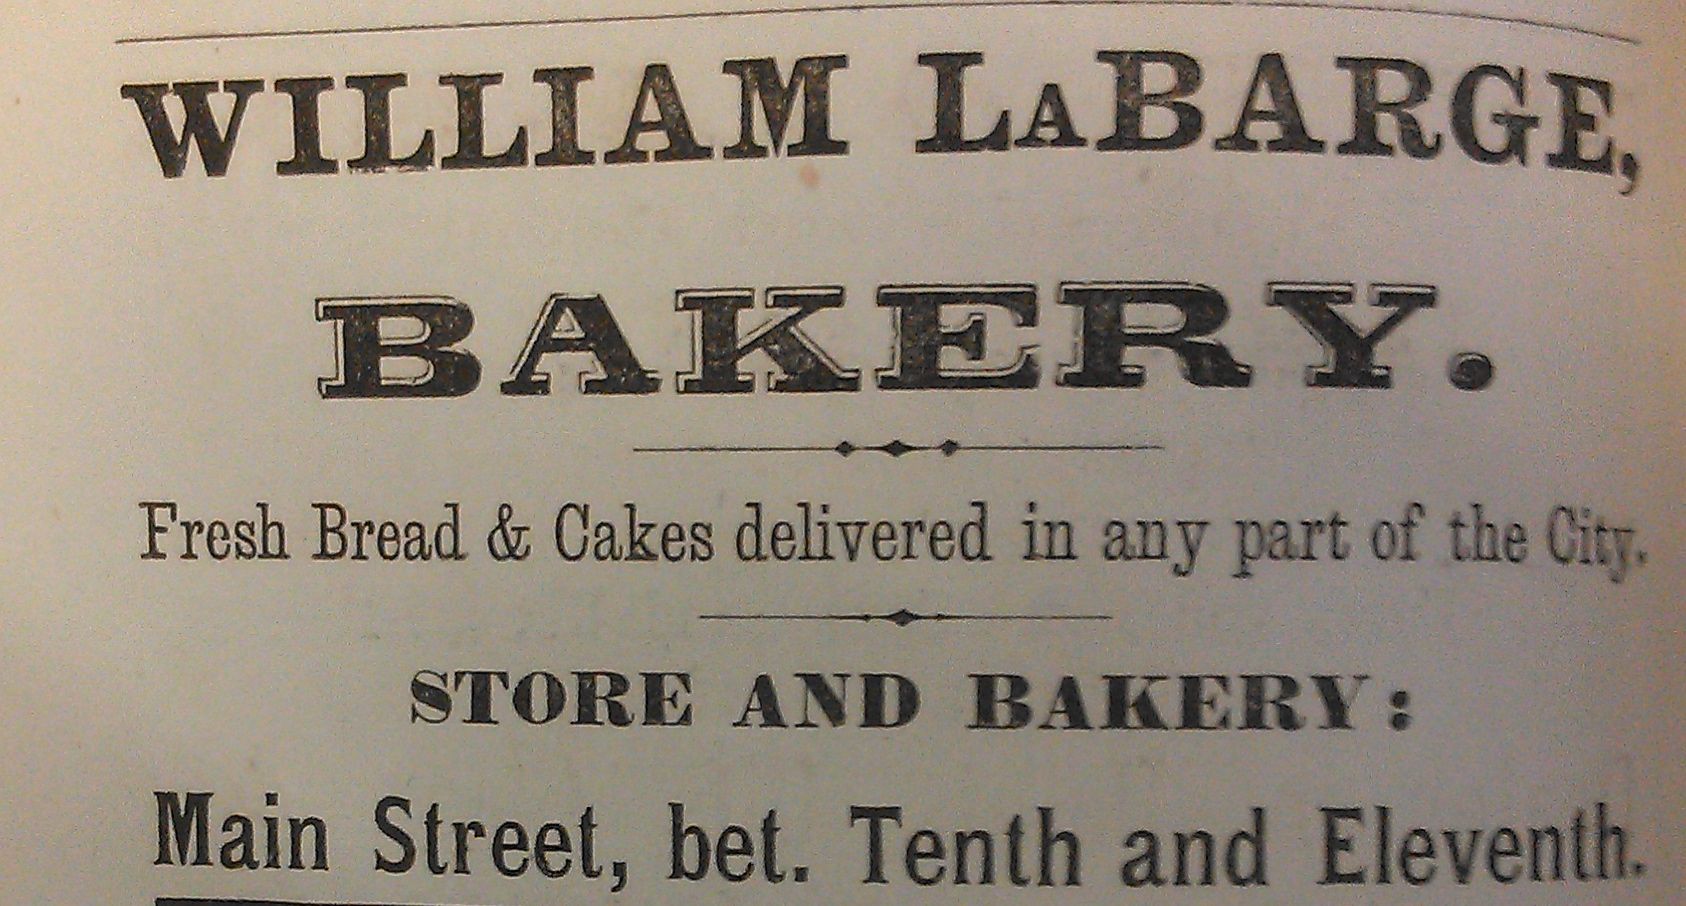 WILLIAM LABARGE,
BAKERY.
Fresh Bread & Cakes delivered in any part of the City.
STORE AND BAKERY:
Main Street, bet. Tenth and Eleventh.